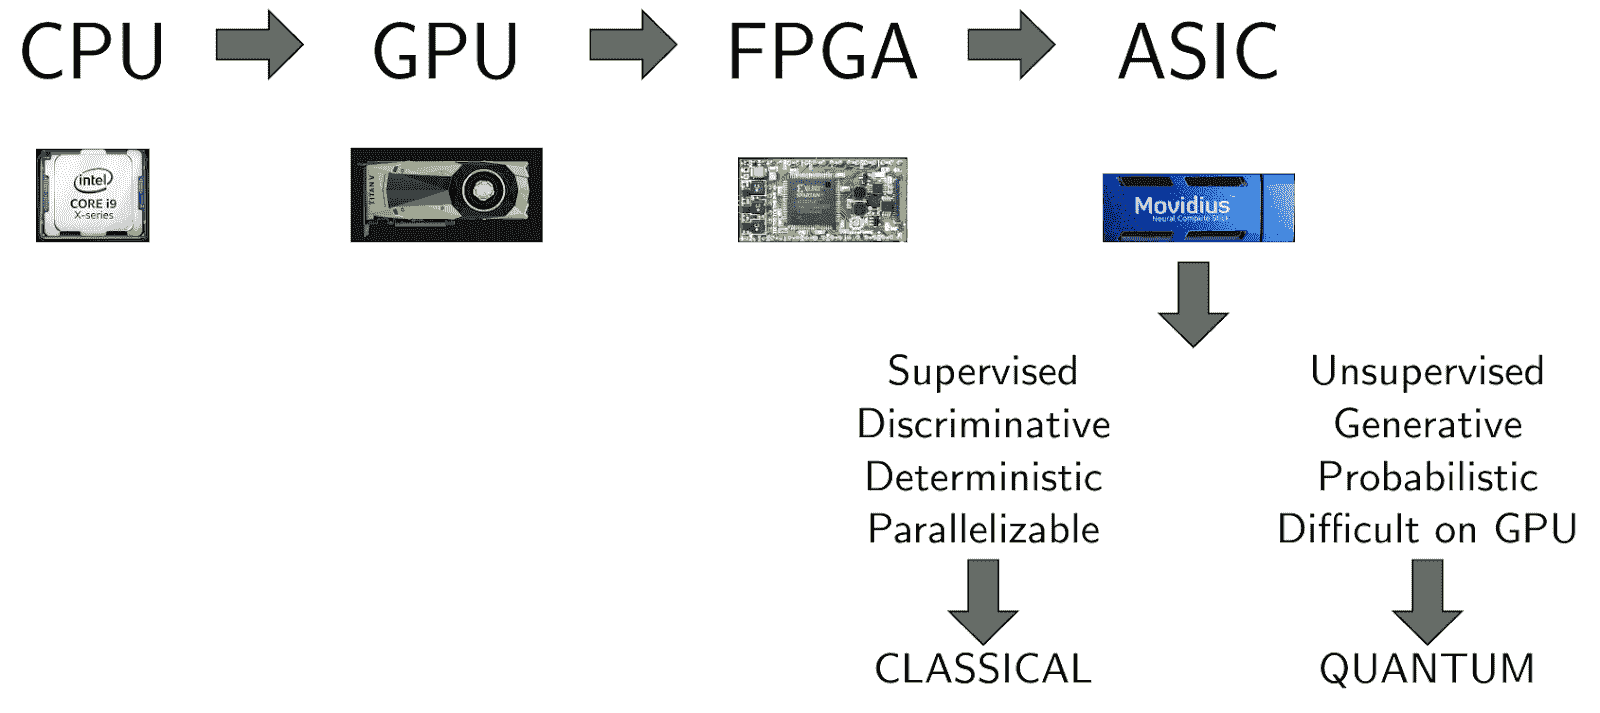 CPU GPU FPGA ASIC
intel
CORE i9
X-series
TITAN V
Movidius
Neural Compute Stick
Supervised Unsupervised
Discriminative Generative
Deterministic Probabilistic
Parallelizable Difficult on GPU
CLASSICAL QUANTUM